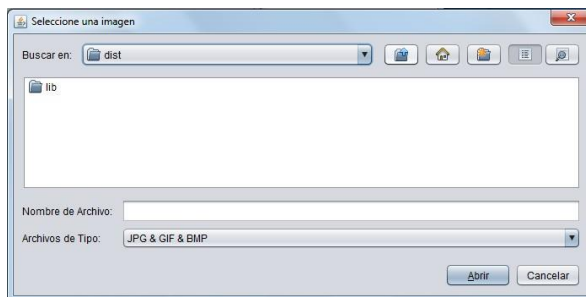 Seleccione una imagen
Buscar en: dist
lib
Nombre de Archivo:
Archivos de Tipo: JPG & GIF & BMP
Abrir Cancelar